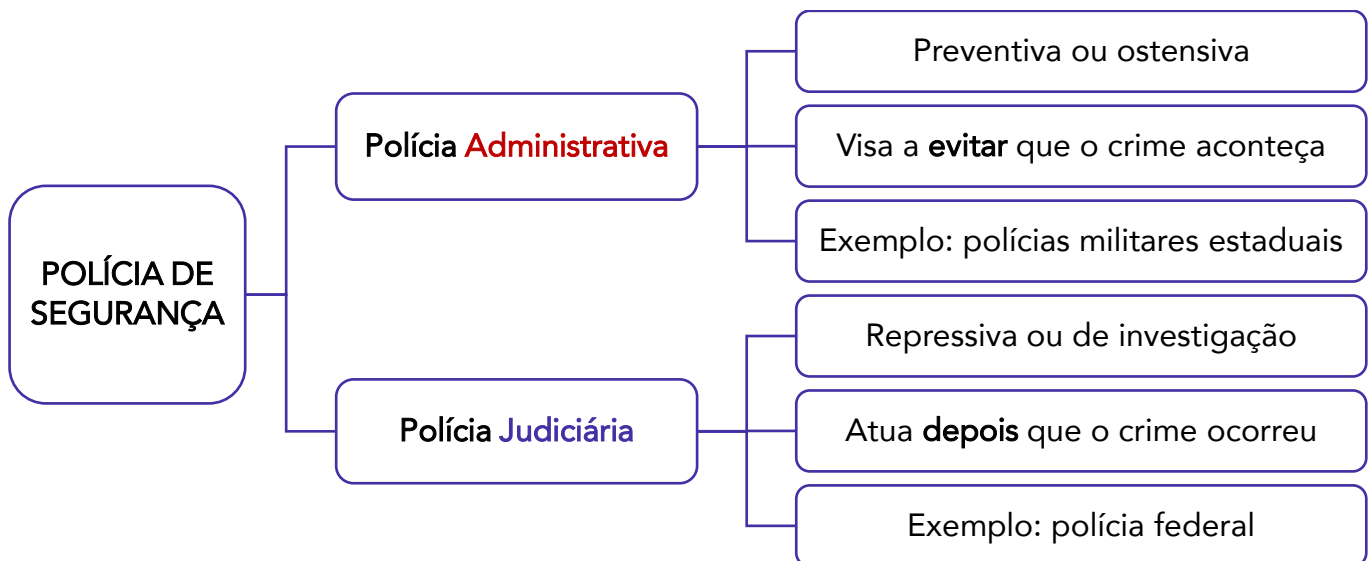 POLÍCIA DE
SEGURANÇA
Polícia Administrativa
Preventiva ou ostensiva
Visa a evitar que o crime aconteça
Exemplo: polícias militares estaduais
Polícia Judiciária
Repressiva ou de investigação
Atua depois que o crime ocorreu
Exemplo: polícia federal